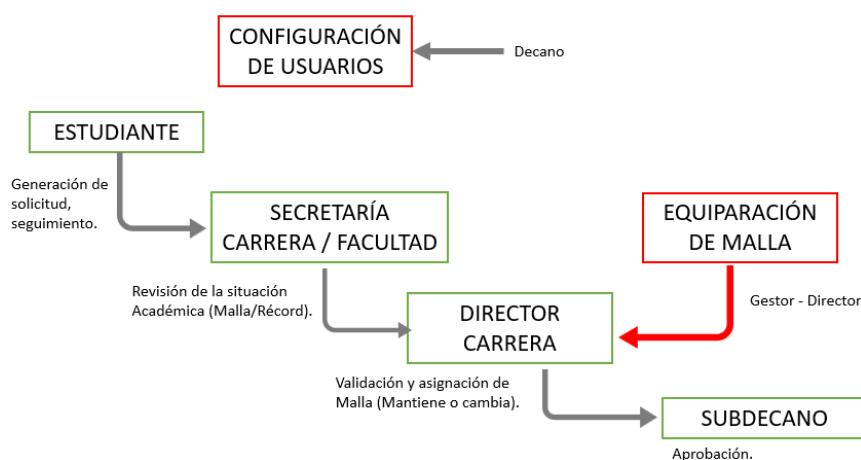 CONFIGURACIÓN
DE USUARIOS
Decano
ESTUDIANTE
Generación de
solicitud,
seguimiento.
SECRETARÍA
CARRERA / FACULTAD
EQUIPARACIÓN
DE MALLA
Revisión de la situación
Académica (Malla/Récord).
Gestor - Director
DIRECTOR
CARRERA
Validación y asignación de
Malla (Mantiene o cambia).
SUBDECANO
Aprobación.